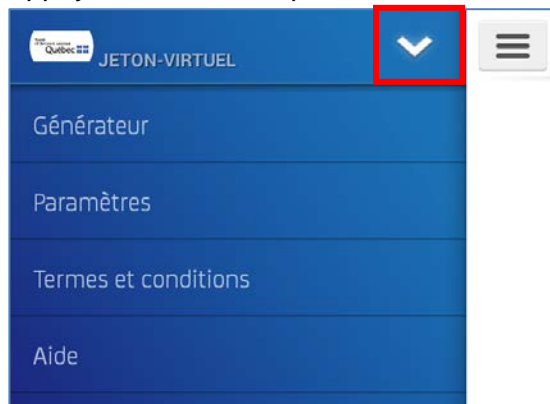 Québec
JETON-VIRTUEL
Générateur
Paramètres
Termes et conditions
Aide